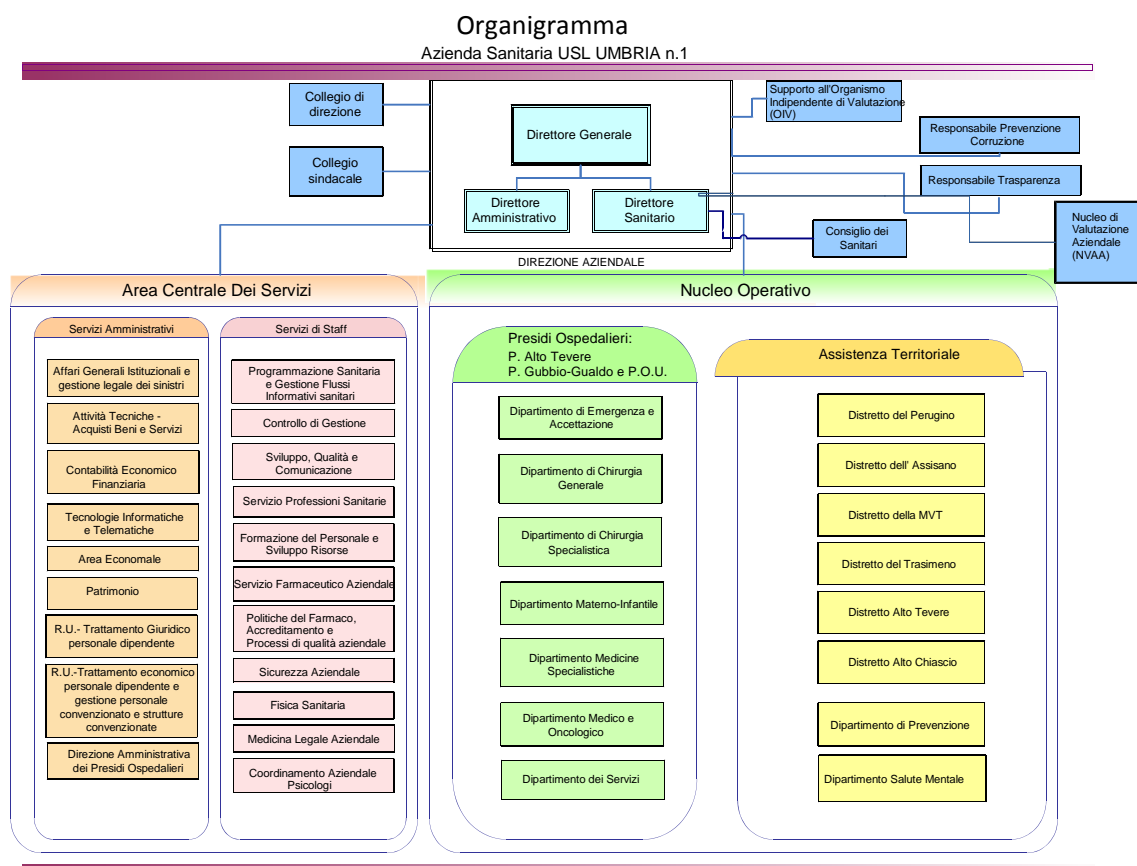 Organigramma
Azienda Sanitaria USL UMBRIA n.1
Collegio di
direzione
Collegio
sindacale
Direttore Generale
Direttore
Amministrativo
Direttore
Sanitario
Supporto all'Organismo
Indipendente di Valutazione
(OIV)
Responsabile Prevenzione
Corruzione
Responsabile Trasparenza
Nucleo di
Valutazione
Aziendale
(NVAA)
Consiglio dei
Sanitari
DIREZIONE AZIENDALE
Area Centrale Dei Servizi
Servizi Amministrativi
Affari Generali Istituzionali e
gestione legale dei sinistri
Attività Tecniche -
Acquisti Beni e Servizi
Contabilità Economico
Finanziaria
Tecnologie Informatiche
e Telematiche
Area Economale
Patrimonio
R.U.- Trattamento Giuridico
personale dipendente
R.U.-Trattamento economico
personale dipendente e
gestione personale
convenzionato e strutture
convenzionate
Direzione Amministrativa
dei Presidi Ospedalieri
Servizi di Staff
Programmazione Sanitaria
e Gestione Flussi
Informativi sanitari
Controllo di Gestione
Sviluppo, Qualità e
Comunicazione
Servizio Professioni Sanitarie
Formazione del Personale e
Sviluppo Risorse
Servizio Farmaceutico Aziendale
Politiche del Farmaco,
Accreditamento e
Processi di qualità aziendale
Sicurezza Aziendale
Fisica Sanitaria
Medicina Legale Aziendale
Coordinamento Aziendale
Psicologi
Nucleo Operativo
Presidi Ospedalieri:
P. Alto Tevere
P. Gubbio-Gualdo e P.O.U.
Dipartimento di Emergenza e
Accettazione
Dipartimento di Chirurgia
Generale
Dipartimento di Chirurgia
Specialistica
Dipartimento Materno-Infantile
Dipartimento Medicine
Specialistiche
Dipartimento Medico e
Oncologico
Dipartimento dei Servizi
Assistenza Territoriale
Distretto del Perugino
Distretto dell' Assisano
Distretto della MVT
Distretto del Trasimeno
Distretto Alto Tevere
Distretto Alto Chiascio
Dipartimento di Prevenzione
Dipartimento Salute Mentale